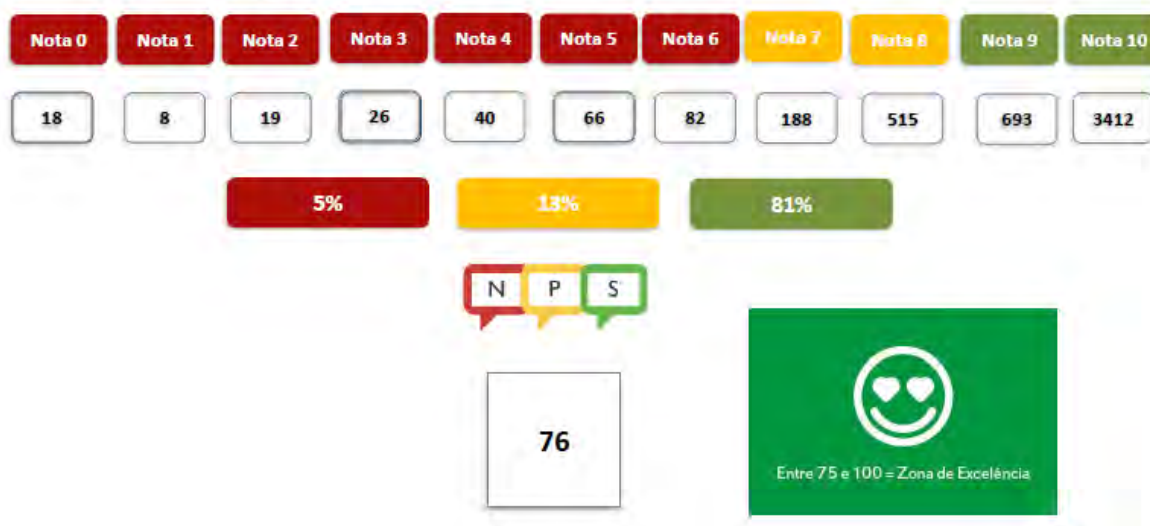 Nota 0 Nota 1 Nota 2 Nota 3 Nota 4 Nota 5 Nota 6 Nota 7 Nota 8 Nota 9 Nota 10
18 8 19 26 40 66 82 188 515 693 3412
5% 13% 81%
N P S
76
Entre 75 e 100 = Zona de Excelência